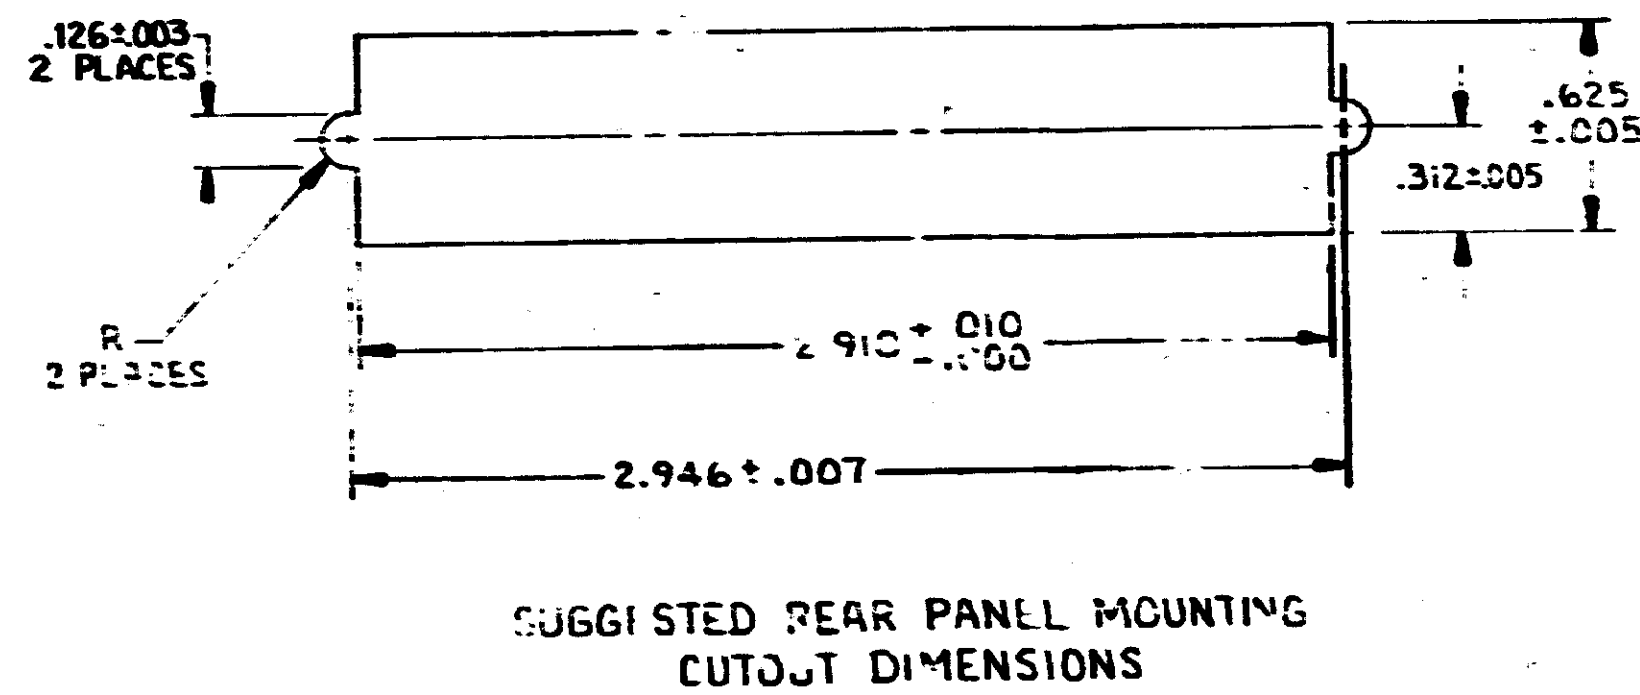 .126±.003
2 PLACES
.625
±.005
.312±.005
R
2 PLACES
2.910 + .010
- .000
2.946 ± .007
SUGGESTED REAR PANEL MOUNTING
CUTOUT DIMENSIONS